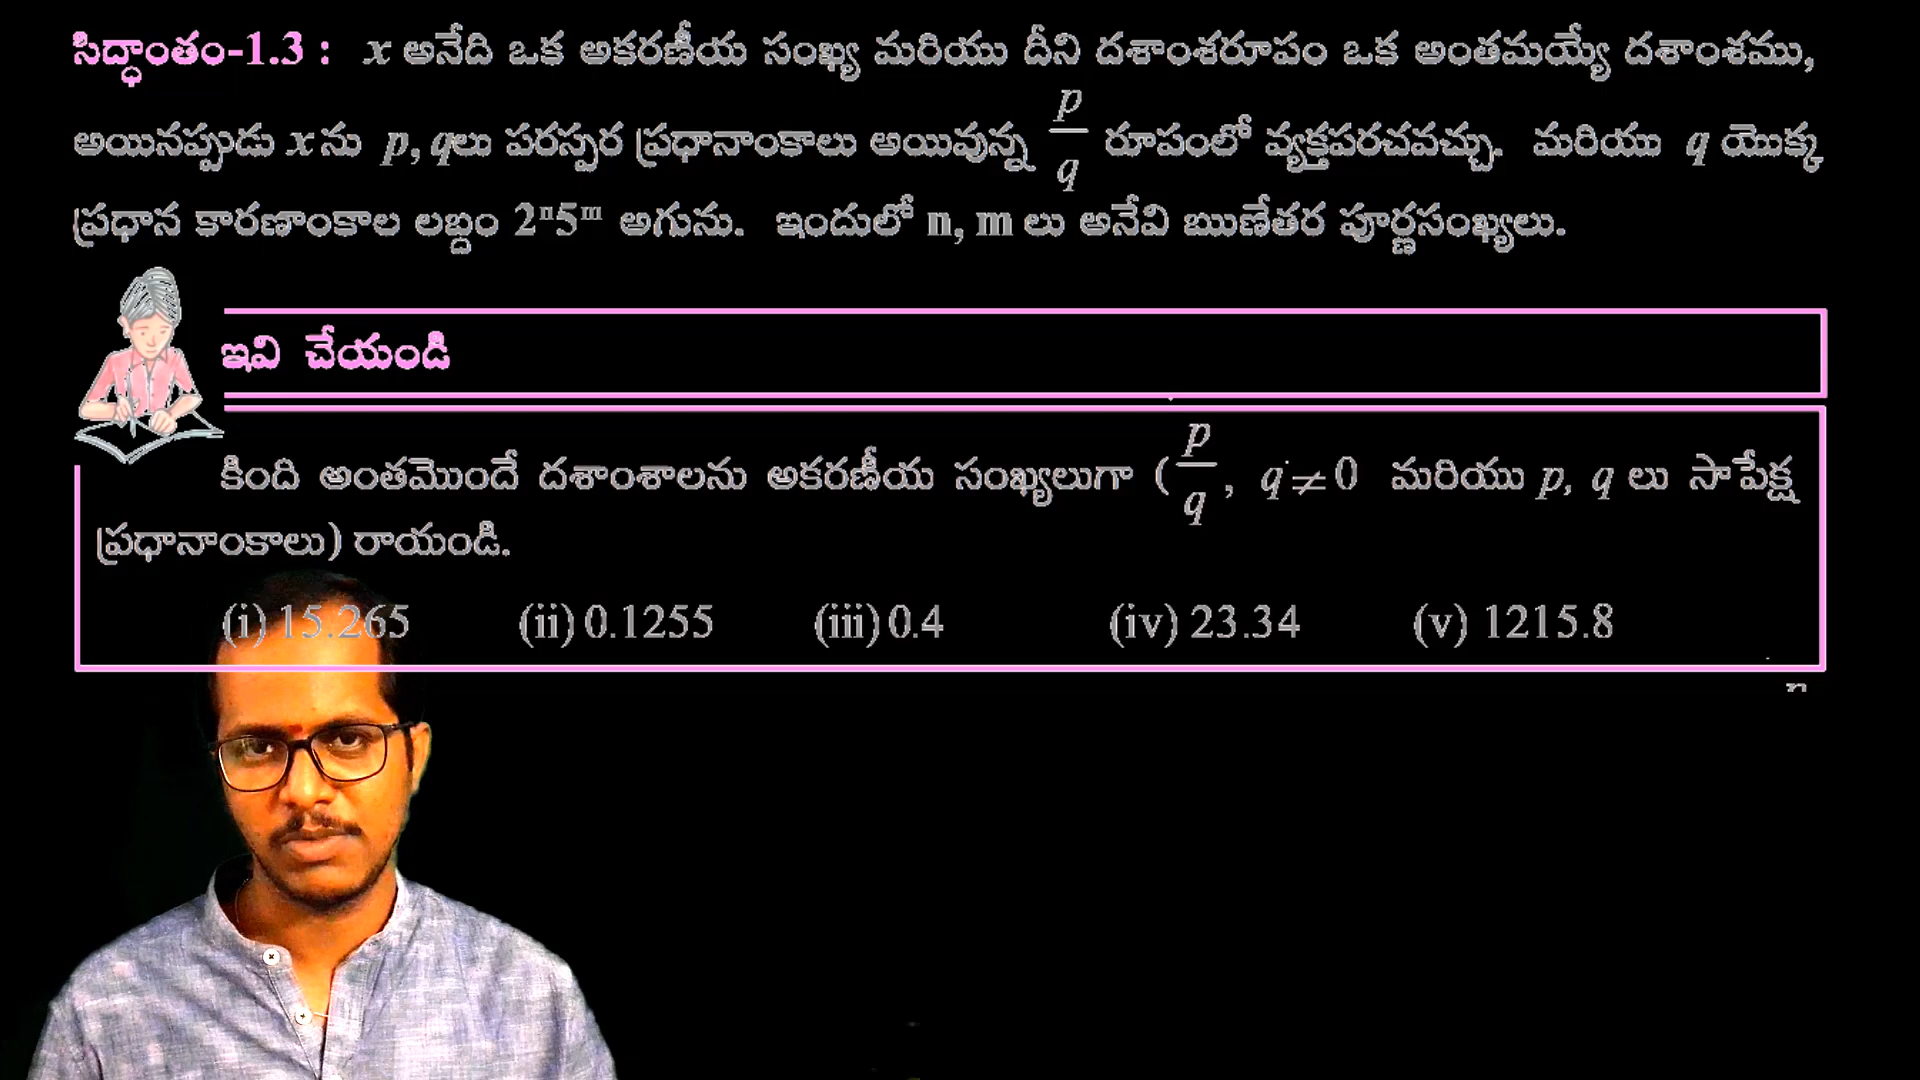 సిద్ధాంతం-1.3 : x అనేది ఒక అకరణీయ సంఖ్య మరియు దీని దశాంశరూపం ఒక అంతమయ్యే దశాంశము,
అయినప్పుడు x ను p, qలు పరస్పర ప్రధానాంకాలు అయివున్న p/q రూపంలో వ్యక్తపరచవచ్చు. మరియు q యొక్క
ప్రధాన కారణాంకాల లబ్దం 2ⁿ5ᵐ అగును. ఇందులో n, m లు అనేవి ఋణేతర పూర్ణసంఖ్యలు.
ఇవి చేయండి
కింది అంతమొందే దశాంశాలను అకరణీయ సంఖ్యలుగా (p/q, q ≠ 0 మరియు p, q లు సాపేక్ష
ప్రధానాంకాలు) రాయండి.
(i) 15.265 (ii) 0.1255 (iii) 0.4 (iv) 23.34 (v) 1215.8